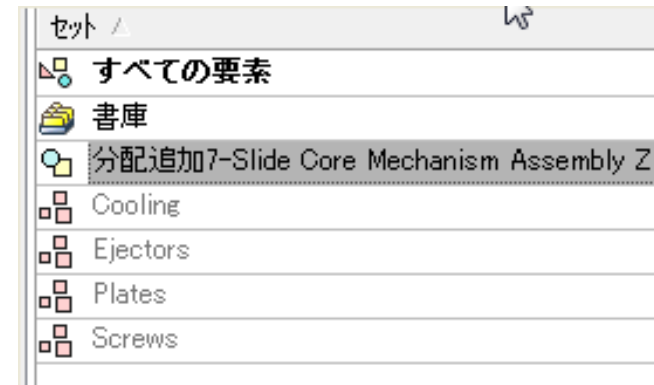 セット
すべての要素
書庫
分配追加7-Slide Core Mechanism Assembly Z
Cooling
Ejectors
Plates
Screws